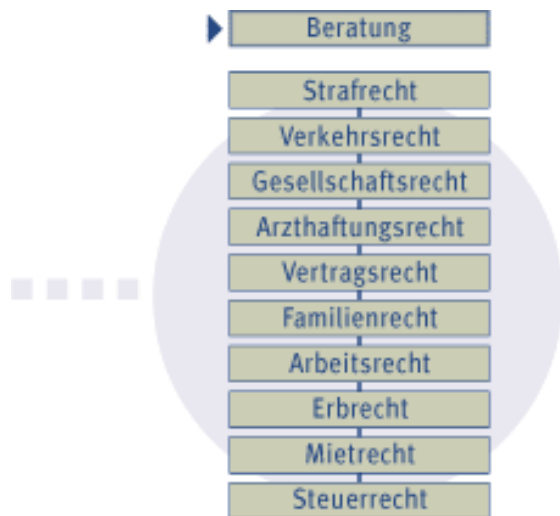 Beratung
Strafrecht
Verkehrsrecht
Gesellschaftsrecht
Arzthaftungsrecht
Vertragsrecht
Familienrecht
Arbeitsrecht
Erbrecht
Mietrecht
Steuerrecht